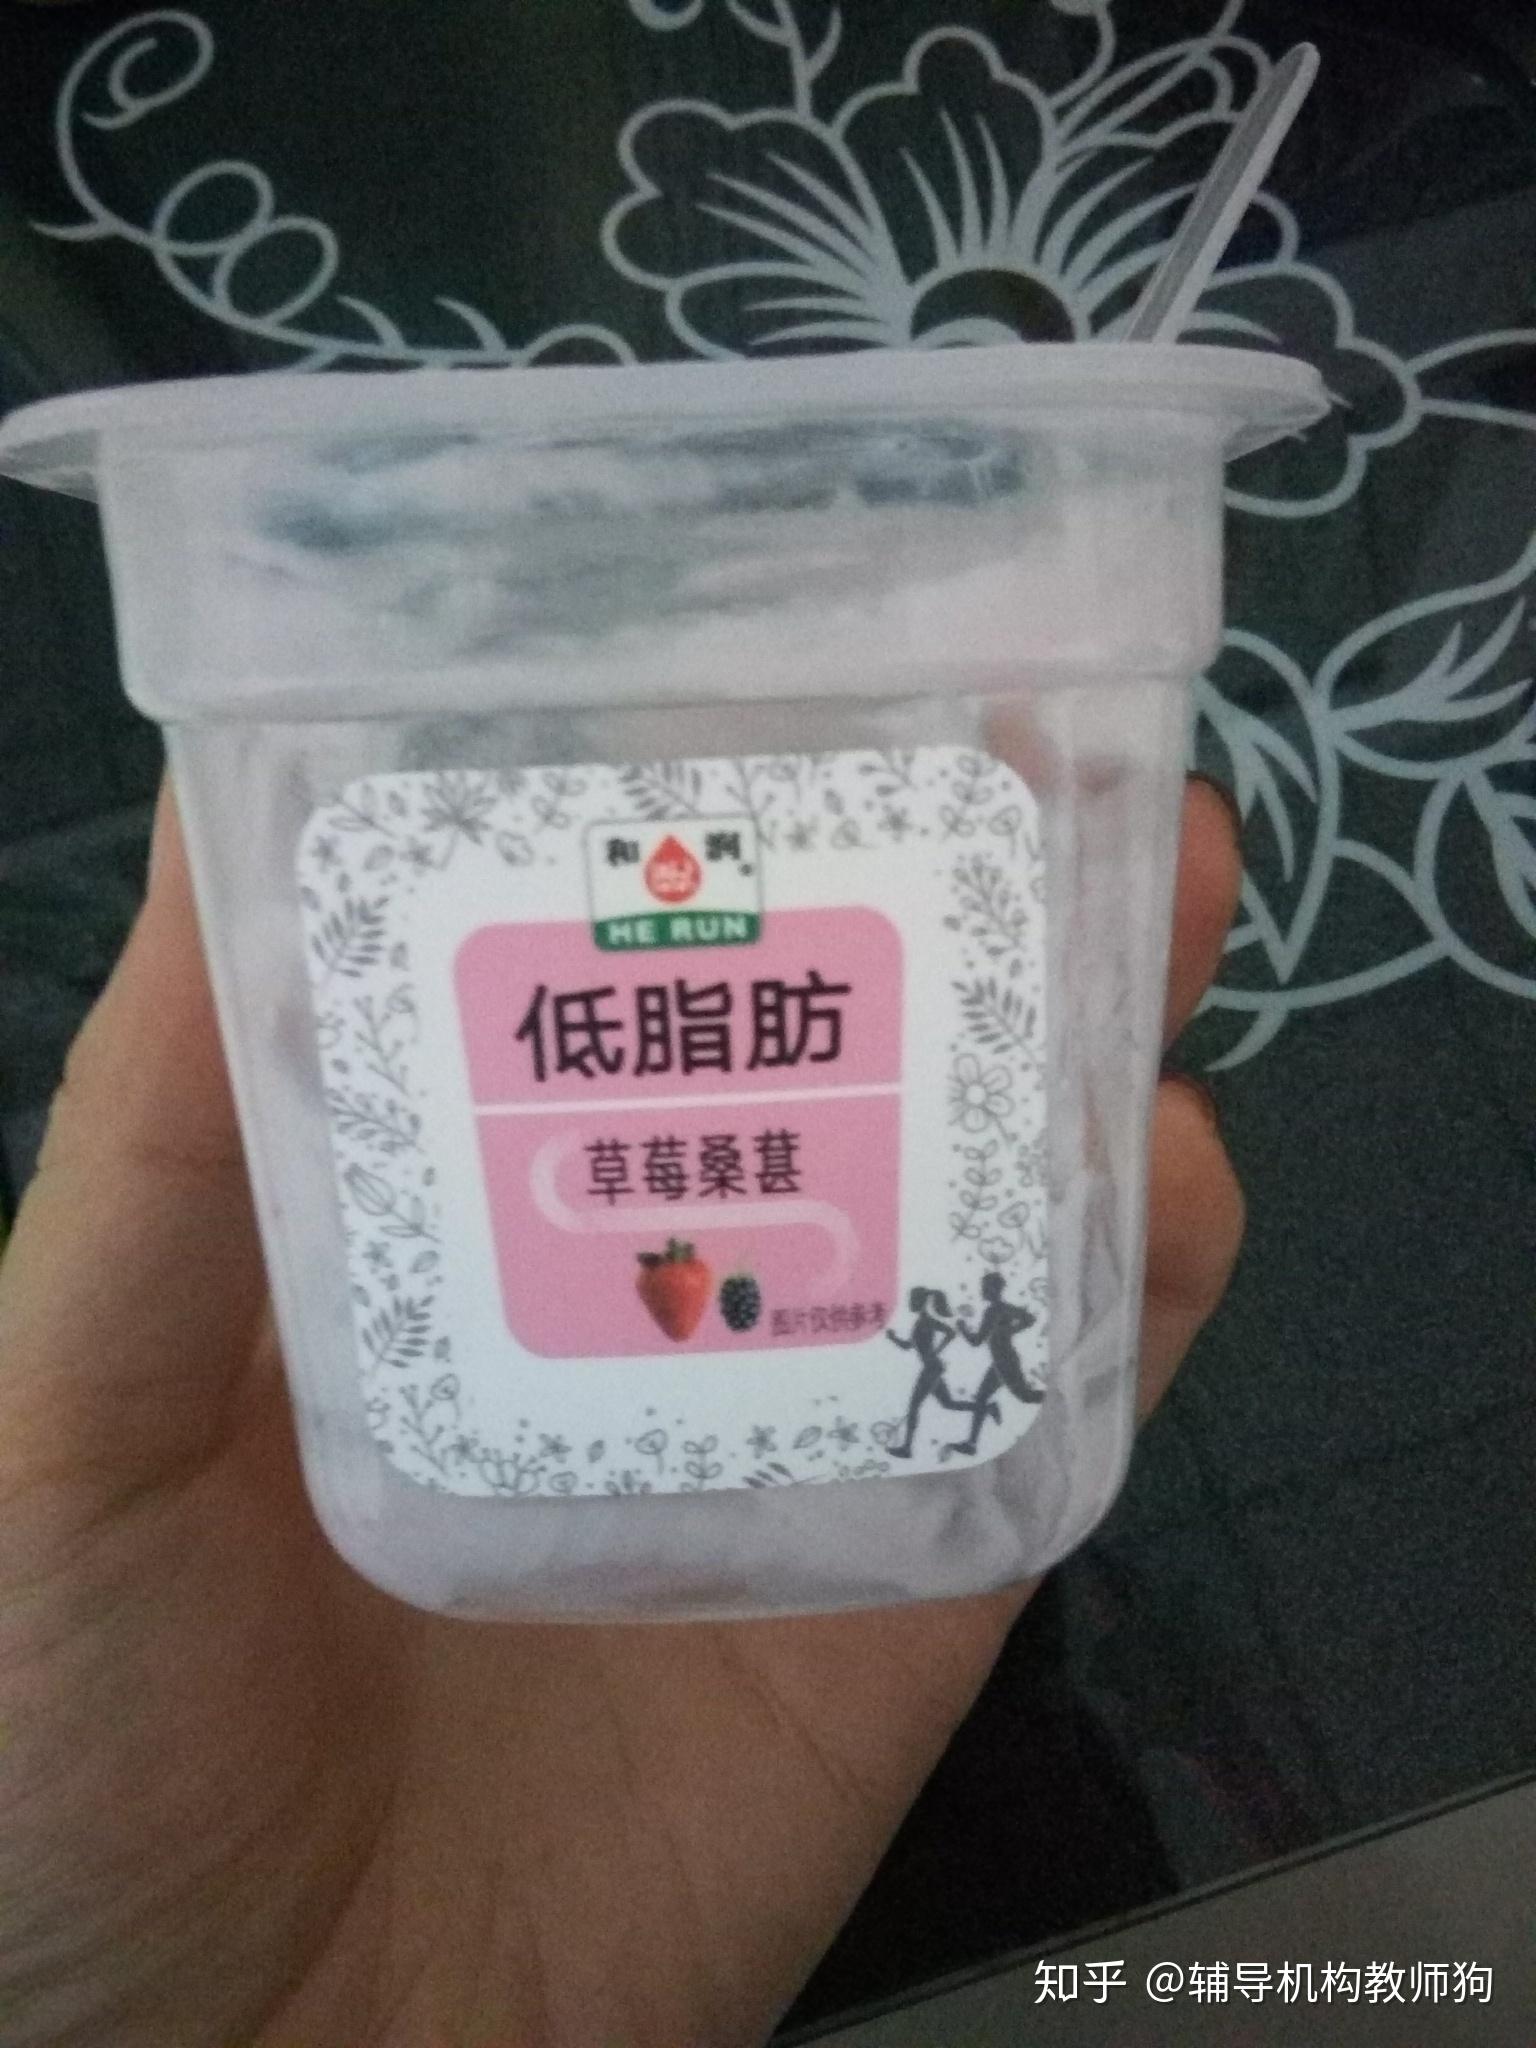 和润
HE RUN
低脂肪
草莓桑葚
图片仅供参考
知乎 @辅导机构教师狗